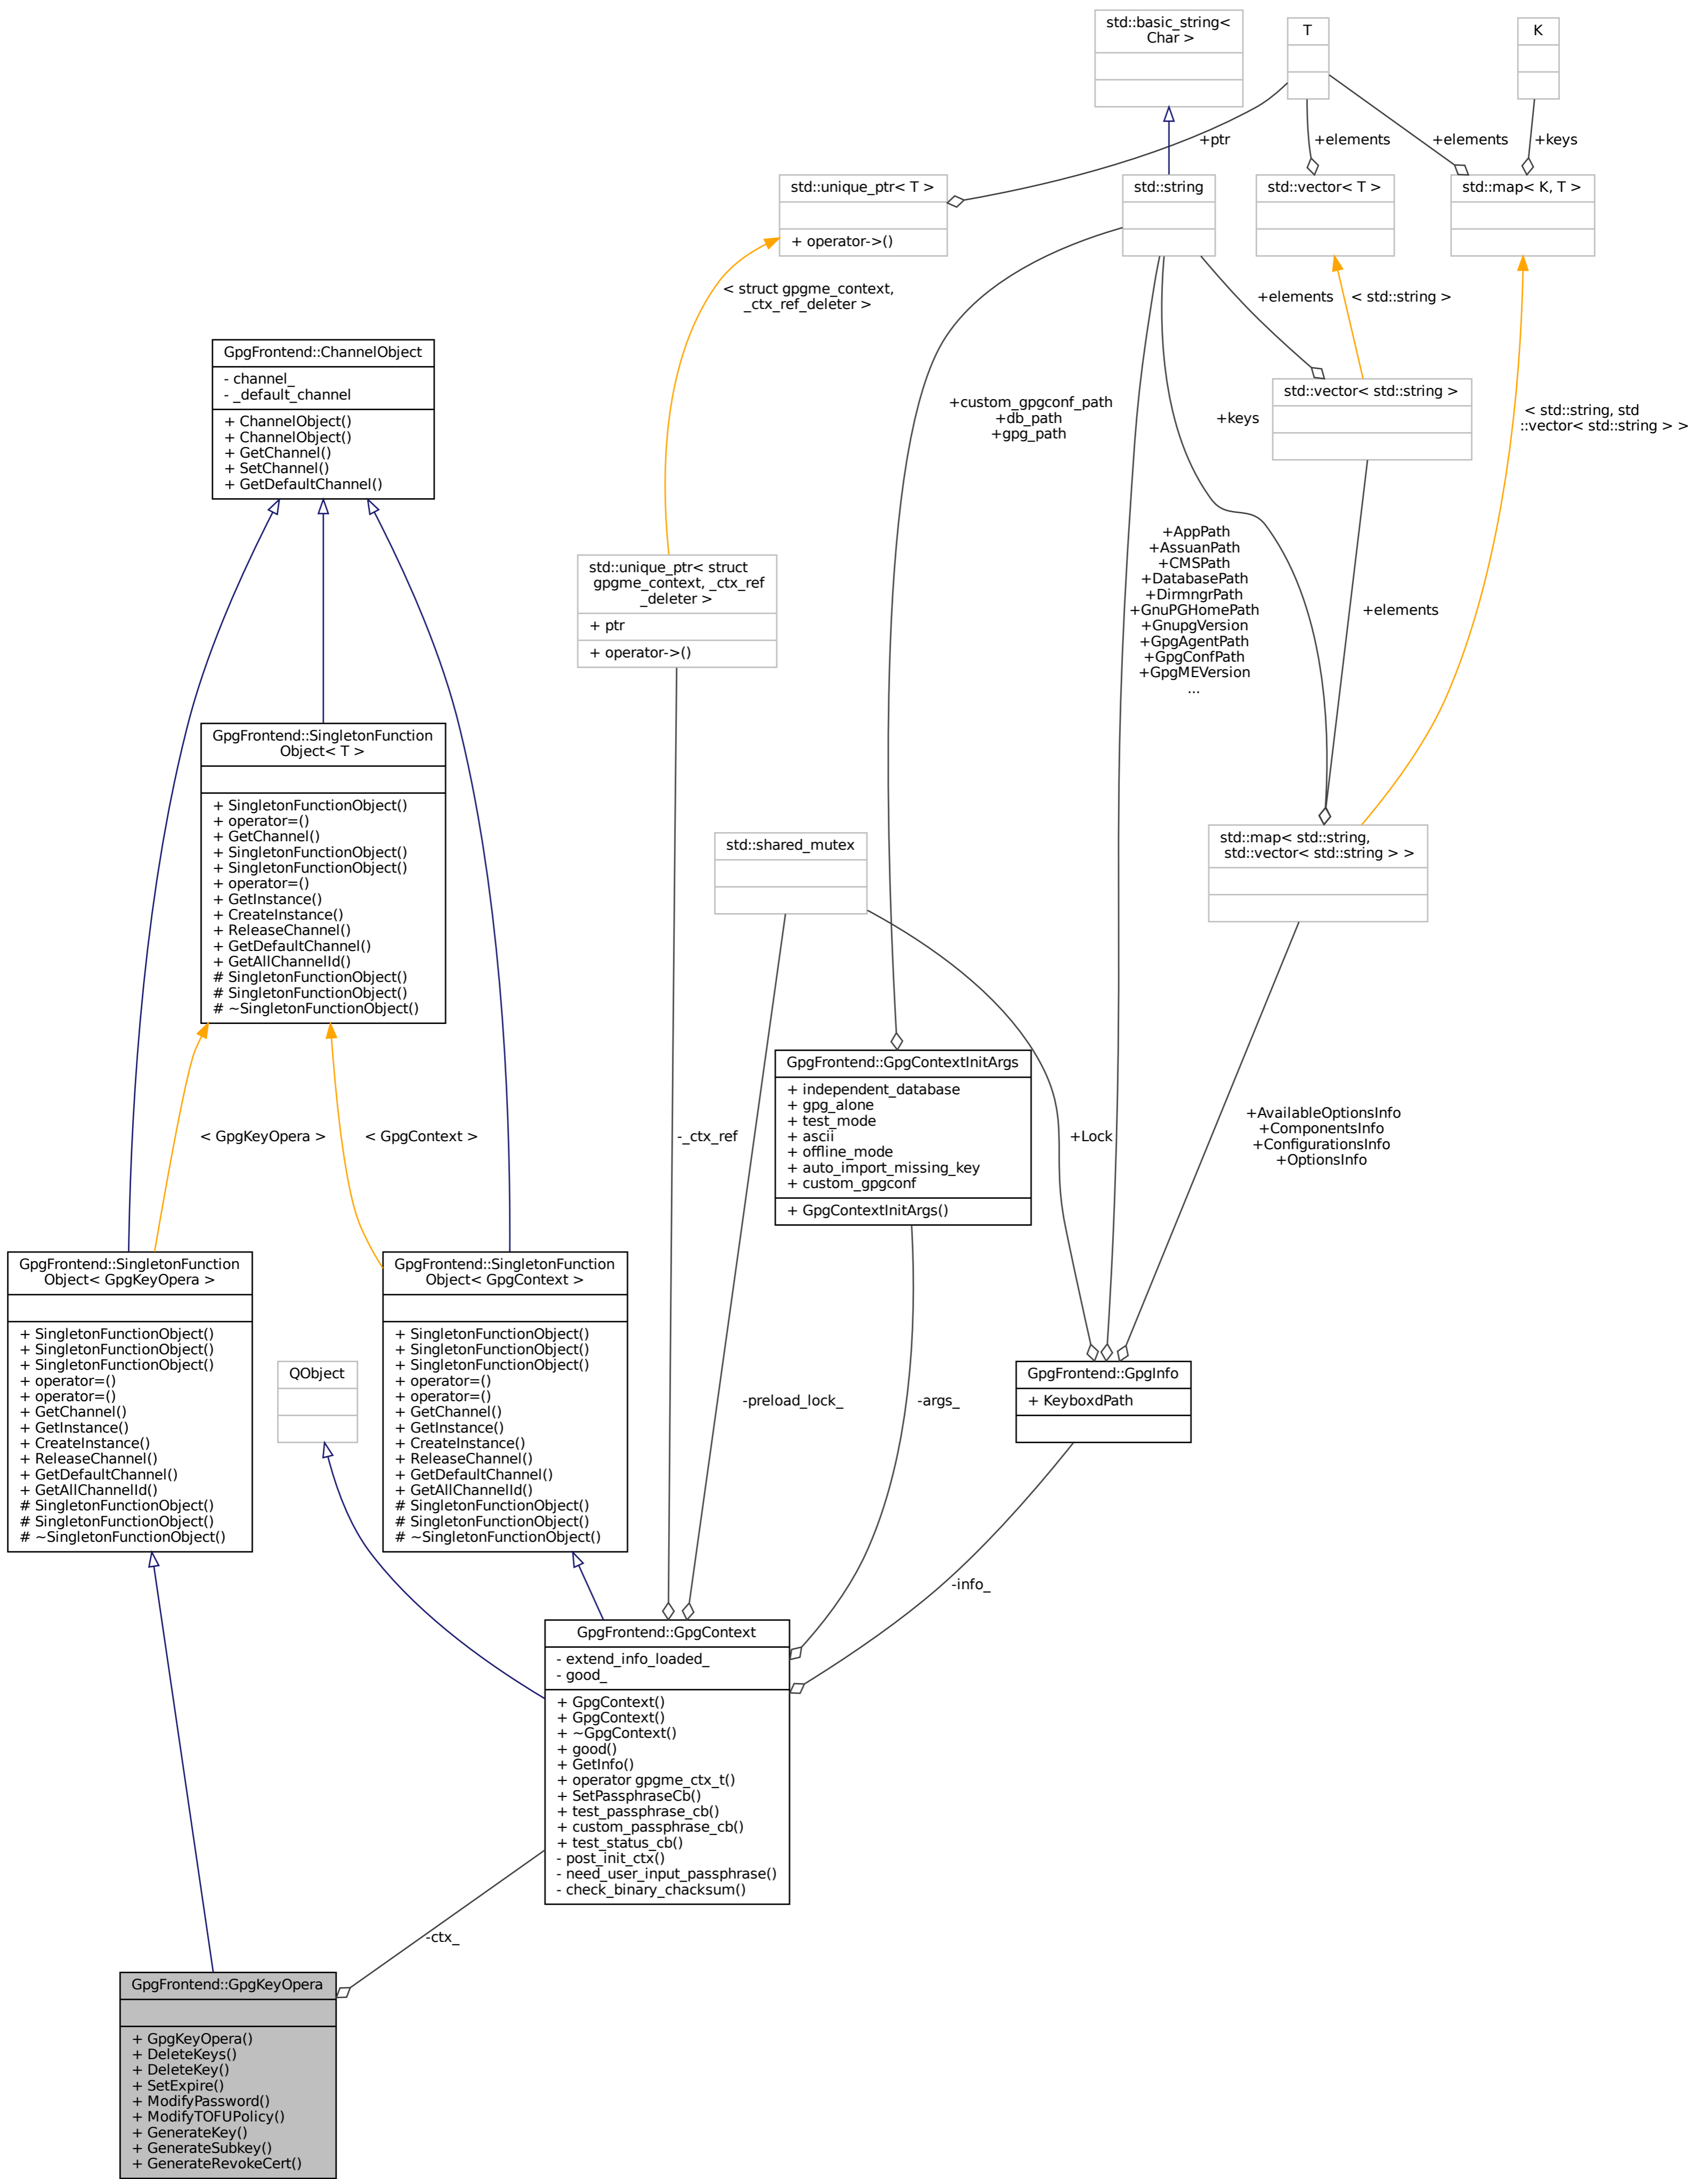 std::basic_string<
Char >
T
K
+ptr
+elements
+elements
+keys
std::unique_ptr< T >
+ operator->()
std::string
std::vector< T >
std::map< K, T >
< struct gpgme_context,
_ctx_ref_deleter >
+elements
< std::string >
GpgFrontend::ChannelObject
- channel_
- _default_channel
+ ChannelObject()
+ ChannelObject()
+ GetChannel()
+ SetChannel()
+ GetDefaultChannel()
+custom_gpgconf_path
+db_path
+gpg_path
+keys
std::vector< std::string >
< std::string, std
::vector< std::string > >
std::unique_ptr< struct
gpgme_context, _ctx_ref
_deleter >
+ ptr
+ operator->()
+AppPath
+AssuanPath
+CMSPath
+DatabasePath
+DirmngrPath
+GnuPGHomePath
+GnupgVersion
+GpgAgentPath
+GpgConfPath
+GpgMEVersion
...
+elements
GpgFrontend::SingletonFunction
Object< T >
+ SingletonFunctionObject()
+ operator=()
+ GetChannel()
+ SingletonFunctionObject()
+ SingletonFunctionObject()
+ operator=()
+ GetInstance()
+ CreateInstance()
+ ReleaseChannel()
+ GetDefaultChannel()
+ GetAllChannelId()
# SingletonFunctionObject()
# SingletonFunctionObject()
# ~SingletonFunctionObject()
std::shared_mutex
std::map< std::string,
std::vector< std::string > >
GpgFrontend::GpgContextInitArgs
+ independent_database
+ gpg_alone
+ test_mode
+ ascii
+ offline_mode
+ auto_import_missing_key
+ custom_gpgconf
+ GpgContextInitArgs()
< GpgKeyOpera >
< GpgContext >
-_ctx_ref
+Lock
+AvailableOptionsInfo
+ComponentsInfo
+ConfigurationsInfo
+OptionsInfo
GpgFrontend::SingletonFunction
Object< GpgKeyOpera >
+ SingletonFunctionObject()
+ SingletonFunctionObject()
+ SingletonFunctionObject()
+ operator=()
+ operator=()
+ GetChannel()
+ GetInstance()
+ CreateInstance()
+ ReleaseChannel()
+ GetDefaultChannel()
+ GetAllChannelId()
# SingletonFunctionObject()
# SingletonFunctionObject()
# ~SingletonFunctionObject()
QObject
GpgFrontend::SingletonFunction
Object< GpgContext >
+ SingletonFunctionObject()
+ SingletonFunctionObject()
+ SingletonFunctionObject()
+ operator=()
+ operator=()
+ GetChannel()
+ GetInstance()
+ CreateInstance()
+ ReleaseChannel()
+ GetDefaultChannel()
+ GetAllChannelId()
# SingletonFunctionObject()
# SingletonFunctionObject()
# ~SingletonFunctionObject()
-preload_lock_
-args_
GpgFrontend::GpgInfo
+ KeyboxdPath
-info_
GpgFrontend::GpgContext
- extend_info_loaded_
- good_
+ GpgContext()
+ GpgContext()
+ ~GpgContext()
+ good()
+ GetInfo()
+ operator gpgme_ctx_t()
+ SetPassphraseCb()
+ test_passphrase_cb()
+ custom_passphrase_cb()
+ test_status_cb()
- post_init_ctx()
- need_user_input_passphrase()
- check_binary_chacksum()
-ctx_
GpgFrontend::GpgKeyOpera
+ GpgKeyOpera()
+ DeleteKeys()
+ DeleteKey()
+ SetExpire()
+ ModifyPassword()
+ ModifyTOFUPolicy()
+ GenerateKey()
+ GenerateSubkey()
+ GenerateRevokeCert()